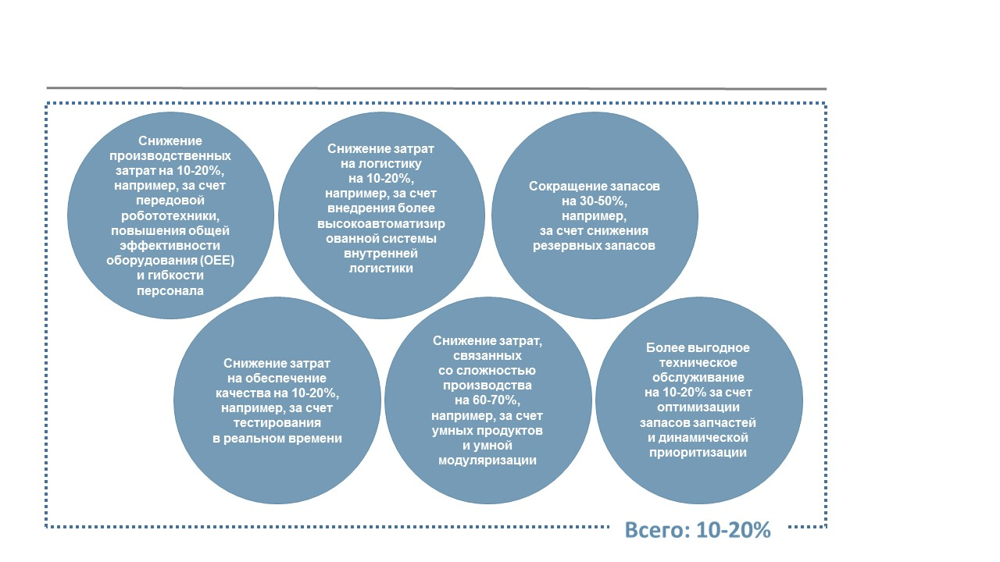 Снижение
производственных
затрат на 10-20%,
например, за счет
передовой
робототехники,
повышения общей
эффективности
оборудования (OEE)
и гибкости
персонала
Снижение затрат
на логистику
на 10-20%,
например, за счет
внедрения более
высокоавтоматизир
ованной системы
внутренней
логистики
Сокращение запасов
на 30-50%,
например,
за счет снижения
резервных запасов
Снижение затрат
на обеспечение
качества на 10-20%,
например, за счет
тестирования
в реальном времени
Снижение затрат,
связанных
со сложностью
производства
на 60-70%,
например, за счет
умных продуктов
и умной
модуляризации
Более выгодное
техническое
обслуживание
на 10-20% за счет
оптимизации
запасов запчастей
и динамической
приоритизации
Всего: 10-20%